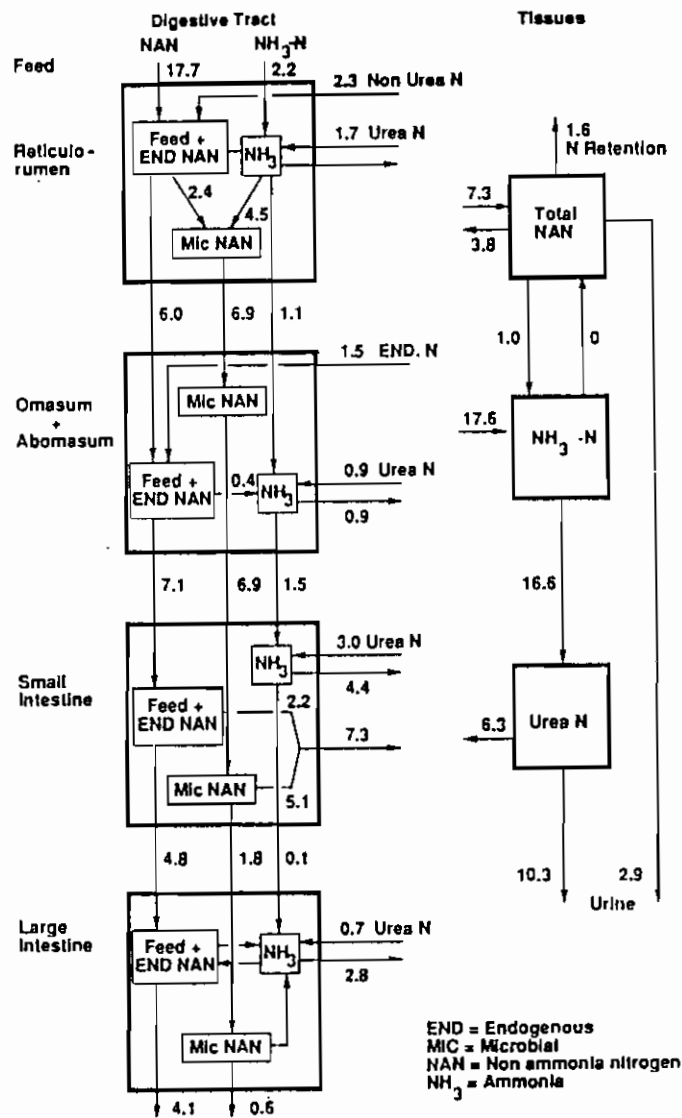 Digestive Tract
Tissues
NAN
NH3-N
Feed
17.7
2.2
2.3 Non Urea N
Reticulo-
rumen
Feed +
END NAN
NH3
1.7 Urea N
2.4
4.5
Mic NAN
1.6
N Retention
7.3
3.8
Total
NAN
6.0
6.9
1.1
1.0
0
1.5 END. N
Omasum
+
Abomasum
Mic NAN
Feed +
END NAN
0.4
NH3
0.9 Urea N
0.9
17.6
NH3 -N
7.1
6.9
1.5
16.6
Small
Intestine
NH3
3.0 Urea N
4.4
Feed +
END NAN
2.2
7.3
Mic NAN
5.1
6.3
Urea N
4.8
1.8
0.1
10.3
2.9
Urine
Large
Intestine
Feed +
END NAN
NH3
0.7 Urea N
2.8
Mic NAN
4.1
0.6
END = Endogenous
MIC = Microbial
NAN = Non ammonia nitrogen
NH3 = Ammonia